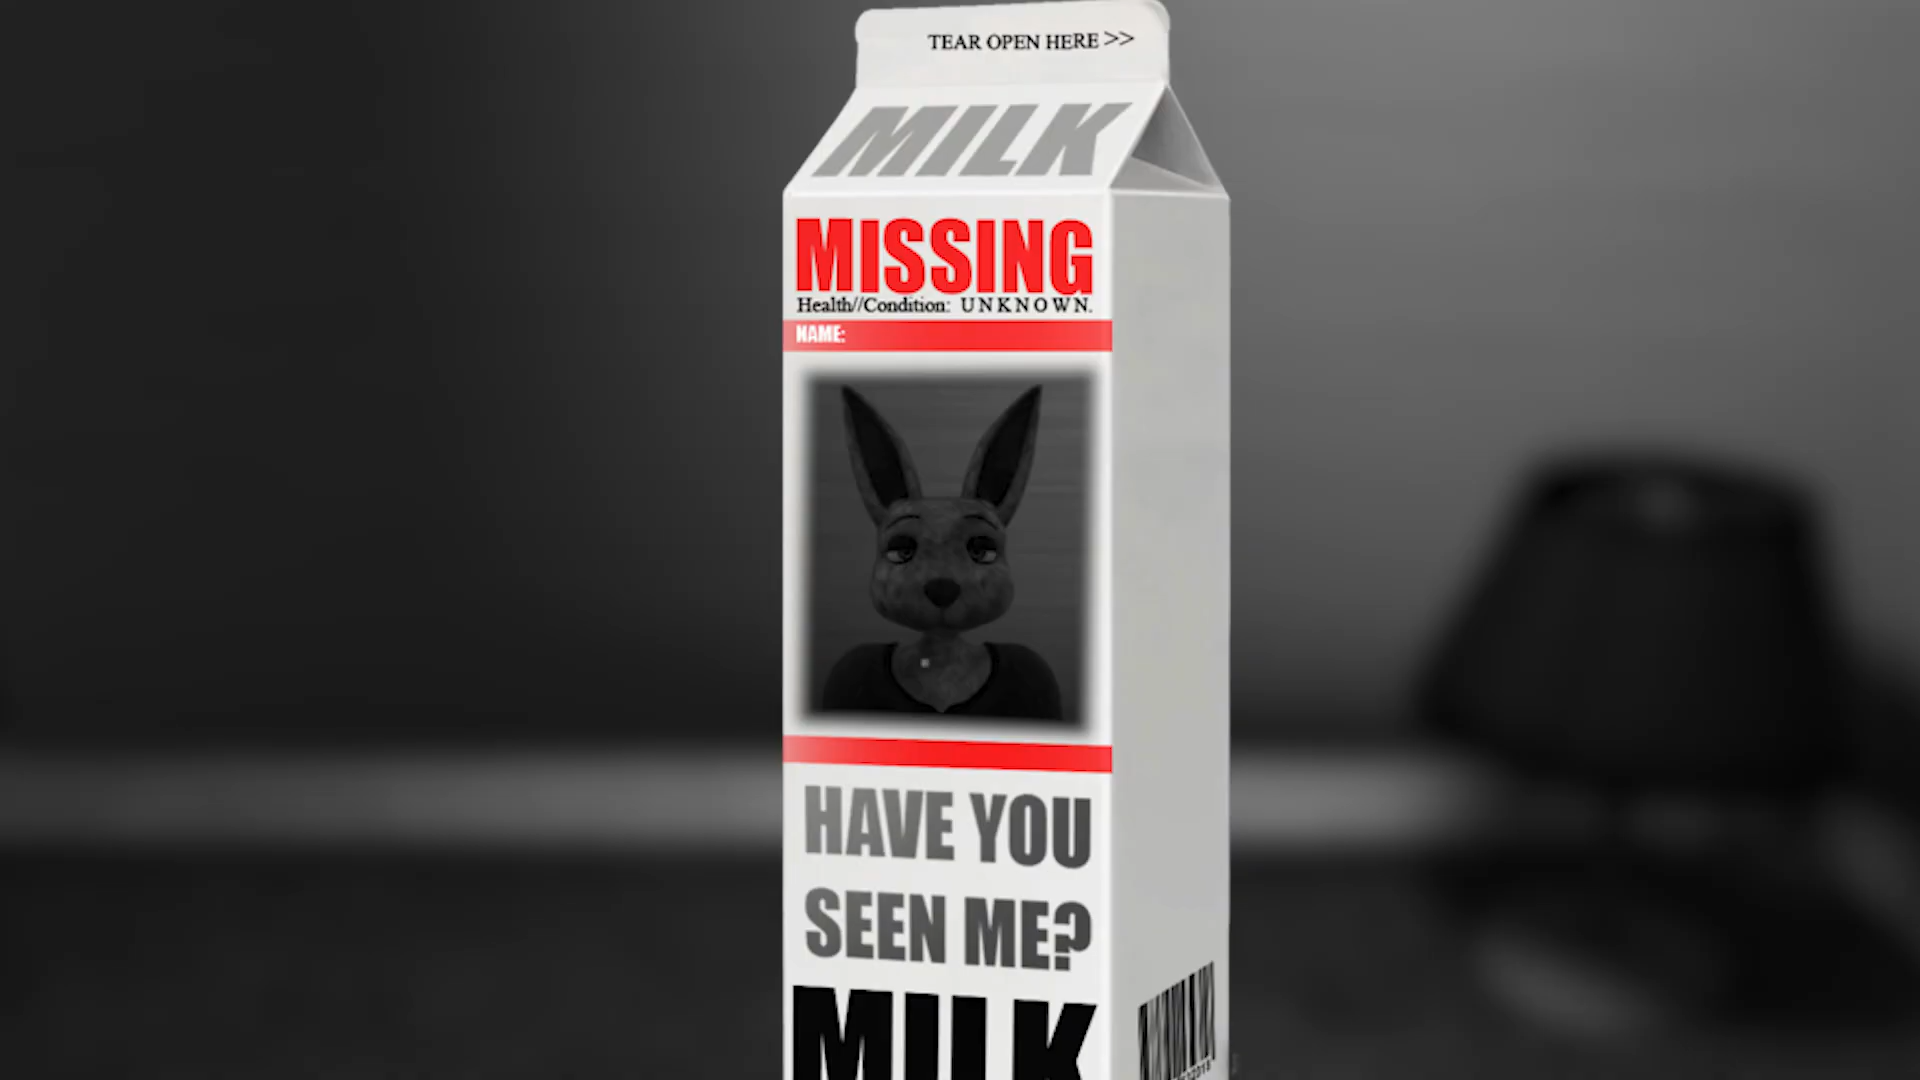 TEAR OPEN HERE >>
MILK
MISSING
Health//Condition: UNKNOWN.
NAME:
HAVE YOU
SEEN ME?
MILK